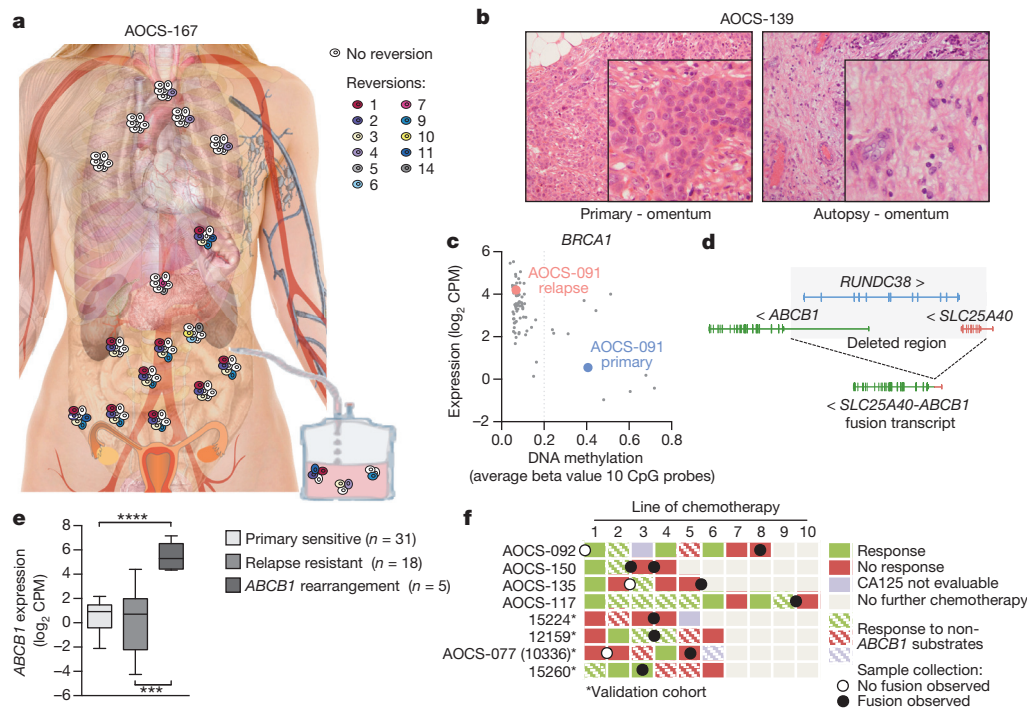 a
AOCS-167
No reversion
Reversions:
1
2
3
4
5
6
7
9
10
11
14
b
AOCS-139
Primary - omentum
Autopsy - omentum
c
BRCA1
Expression (log2 CPM)
6
4
2
0
−2
AOCS-091
relapse
AOCS-091
primary
0.0
0.2
0.4
0.6
0.8
DNA methylation
(average beta value 10 CpG probes)
d
RUNDC38 >
< ABCB1
< SLC25A40
Deleted region
< SLC25A40-ABCB1
fusion transcript
e
ABCB1 expression
(log2 CPM)
8
6
4
2
0
−2
−4
−6
****
***
Primary sensitive (n = 31)
Relapse resistant (n = 18)
ABCB1 rearrangement (n = 5)
f
Line of chemotherapy
1 2 3 4 5 6 7 8 9 10
AOCS-092
AOCS-150
AOCS-135
AOCS-117
15224*
12159*
AOCS-077 (10336)*
15260*
*Validation cohort
Response
No response
CA125 not evaluable
No further chemotherapy
Response to non-
ABCB1 substrates
Sample collection:
No fusion observed
Fusion observed